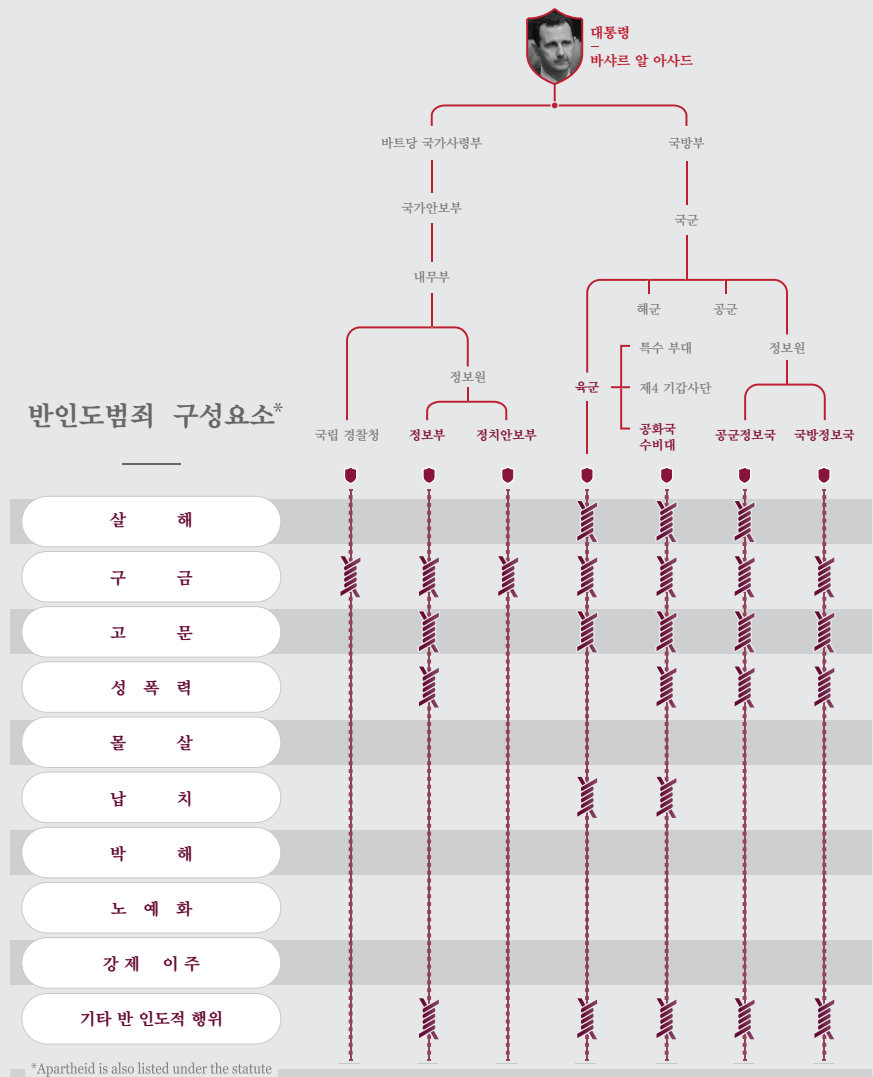 대통령
바샤르 알 아사드
바트당 국가사령부
국방부
국가안보부
국군
내무부
해군
공군
특수 부대
정보원
정보원
육군
제4 기갑사단
반인도범죄 구성요소*
국립 경찰청
정보부
정치안보부
공화국
수비대
공군정보국
국방정보국
살 해
구 금
고 문
성 폭 력
몰 살
납 치
박 해
노 예 화
강 제 이 주
기타 반 인도적 행위
*Apartheid is also listed under the statute